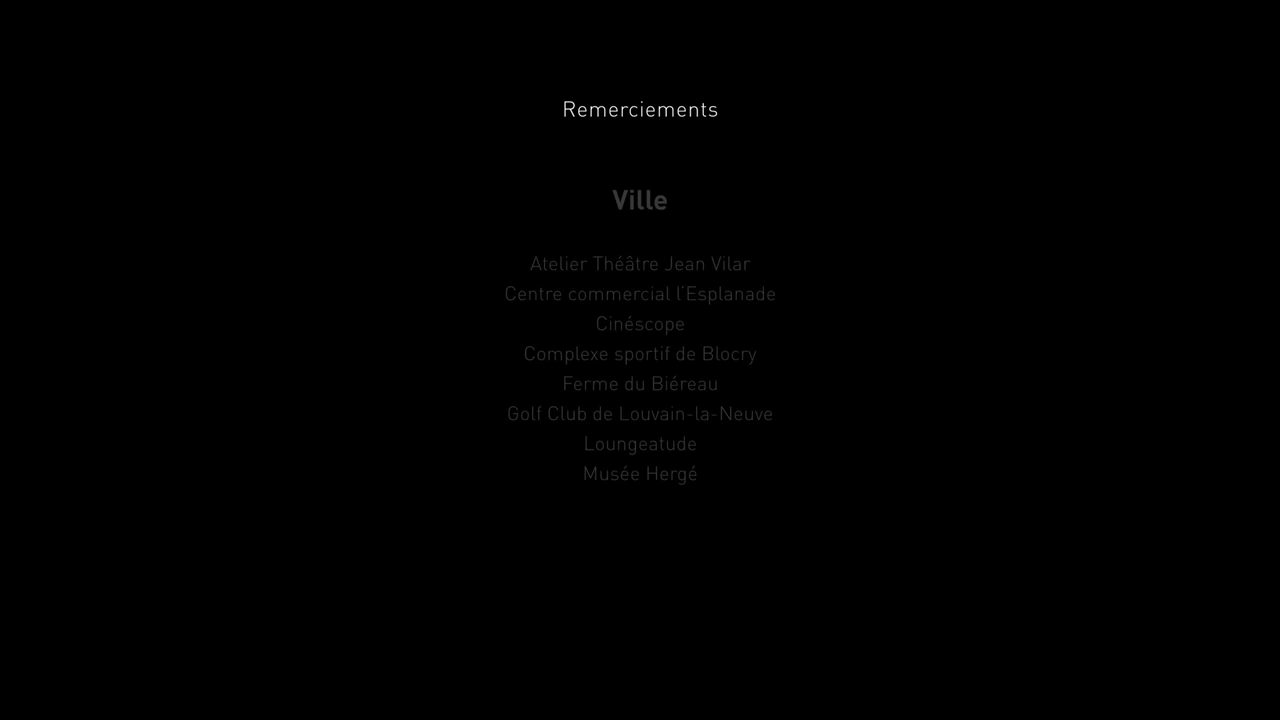 Remerciements
Ville
Atelier Théâtre Jean Vilar
Centre commercial l'Esplanade
Cinéscope
Complexe sportif de Blocry
Ferme du Biéreau
Golf Club de Louvain-la-Neuve
Loungeatude
Musée Hergé